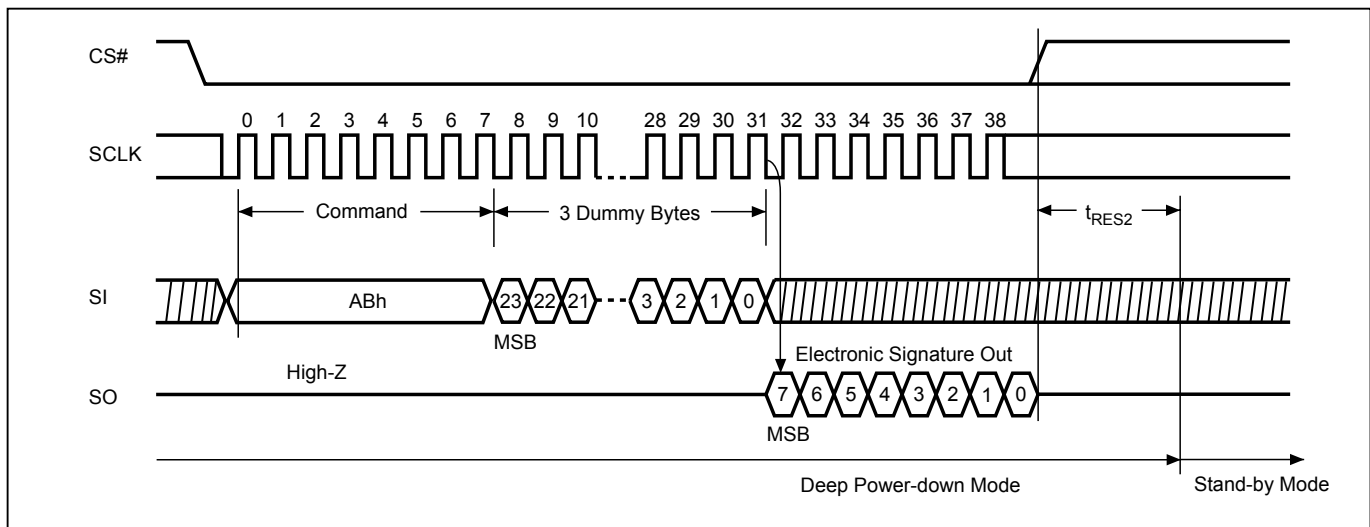 CS#
0 1 2 3 4 5 6 7 8 9 10 28 29 30 31 32 33 34 35 36 37 38
SCLK
Command 3 Dummy Bytes tRES2
SI ABh 23 22 21 3 2 1 0
MSB
Electronic Signature Out
High-Z
SO 7 6 5 4 3 2 1 0
MSB
Deep Power-down Mode Stand-by Mode